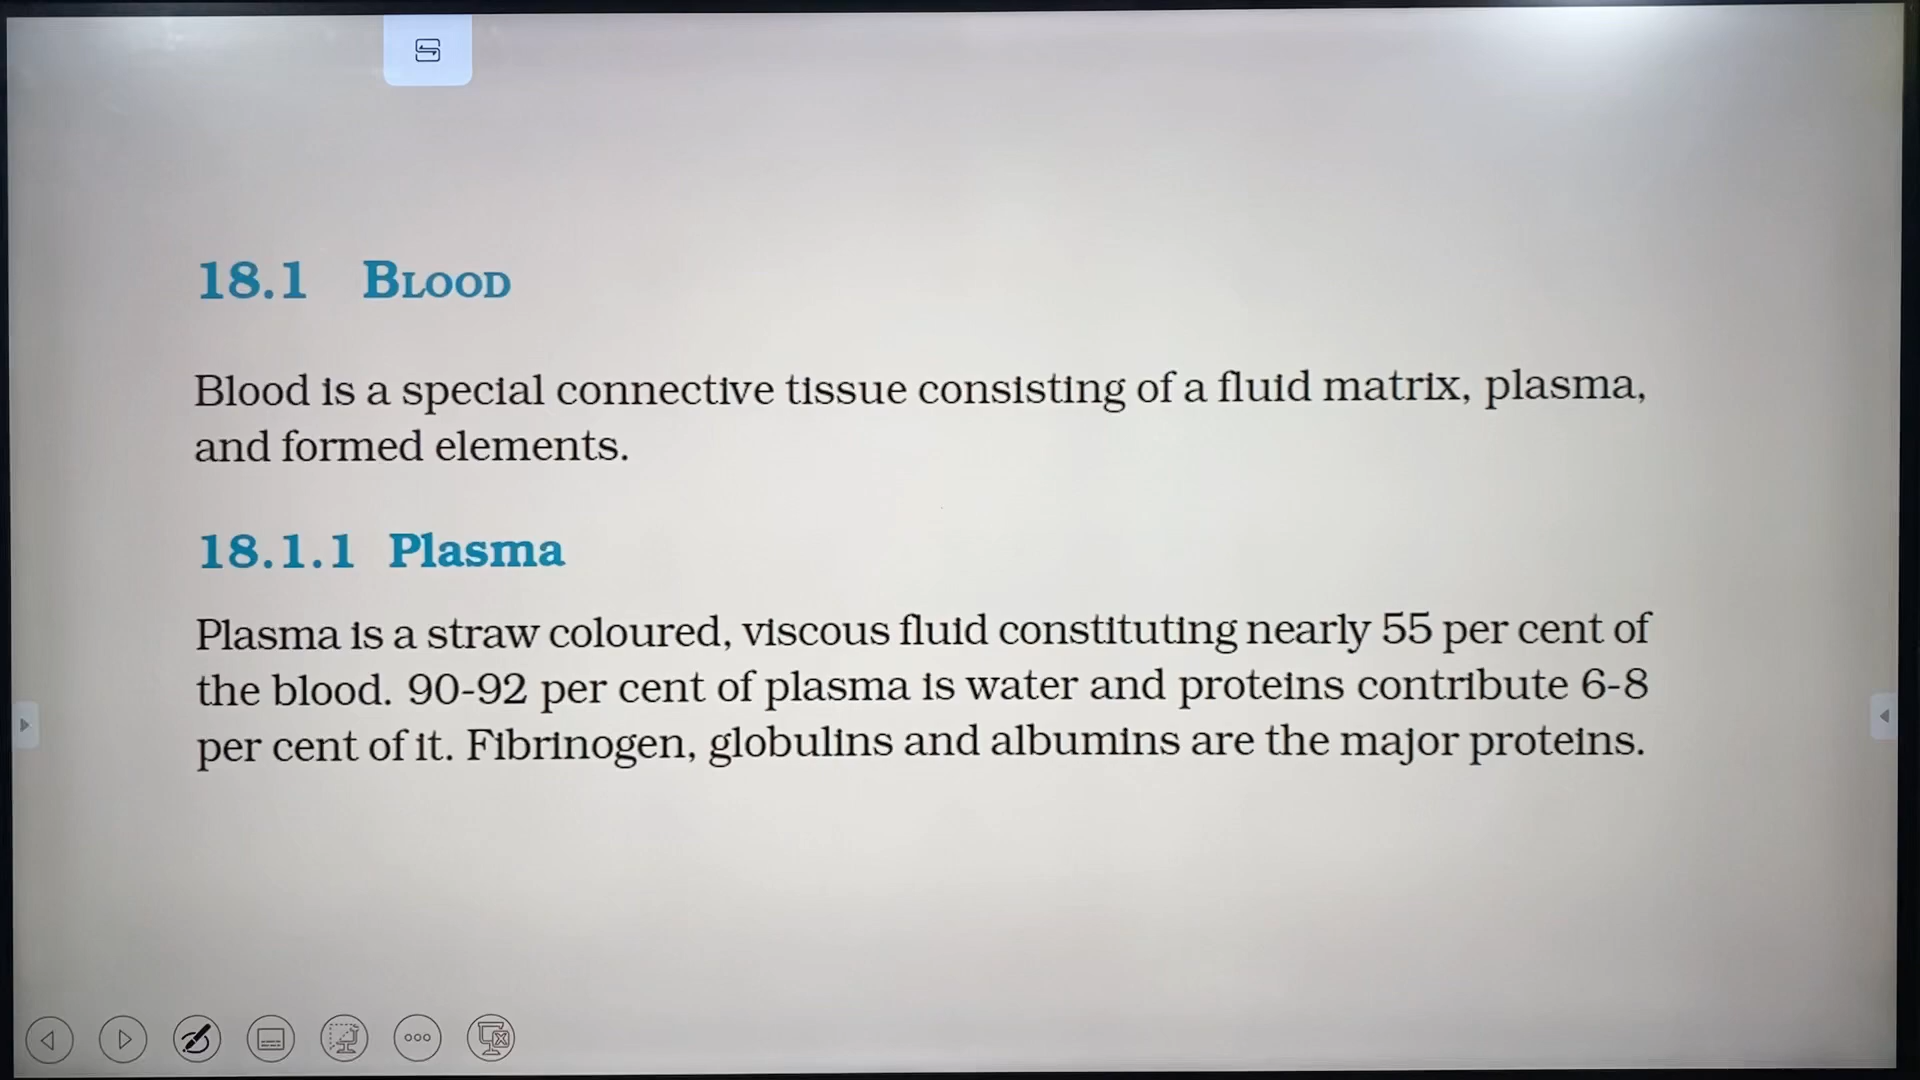 18.1 BLOOD
Blood is a special connective tissue consisting of a fluid matrix, plasma,
and formed elements.
18.1.1 Plasma
Plasma is a straw coloured, viscous fluid constituting nearly 55 per cent of
the blood. 90-92 per cent of plasma is water and proteins contribute 6-8
per cent of it. Fibrinogen, globulins and albumins are the major proteins.